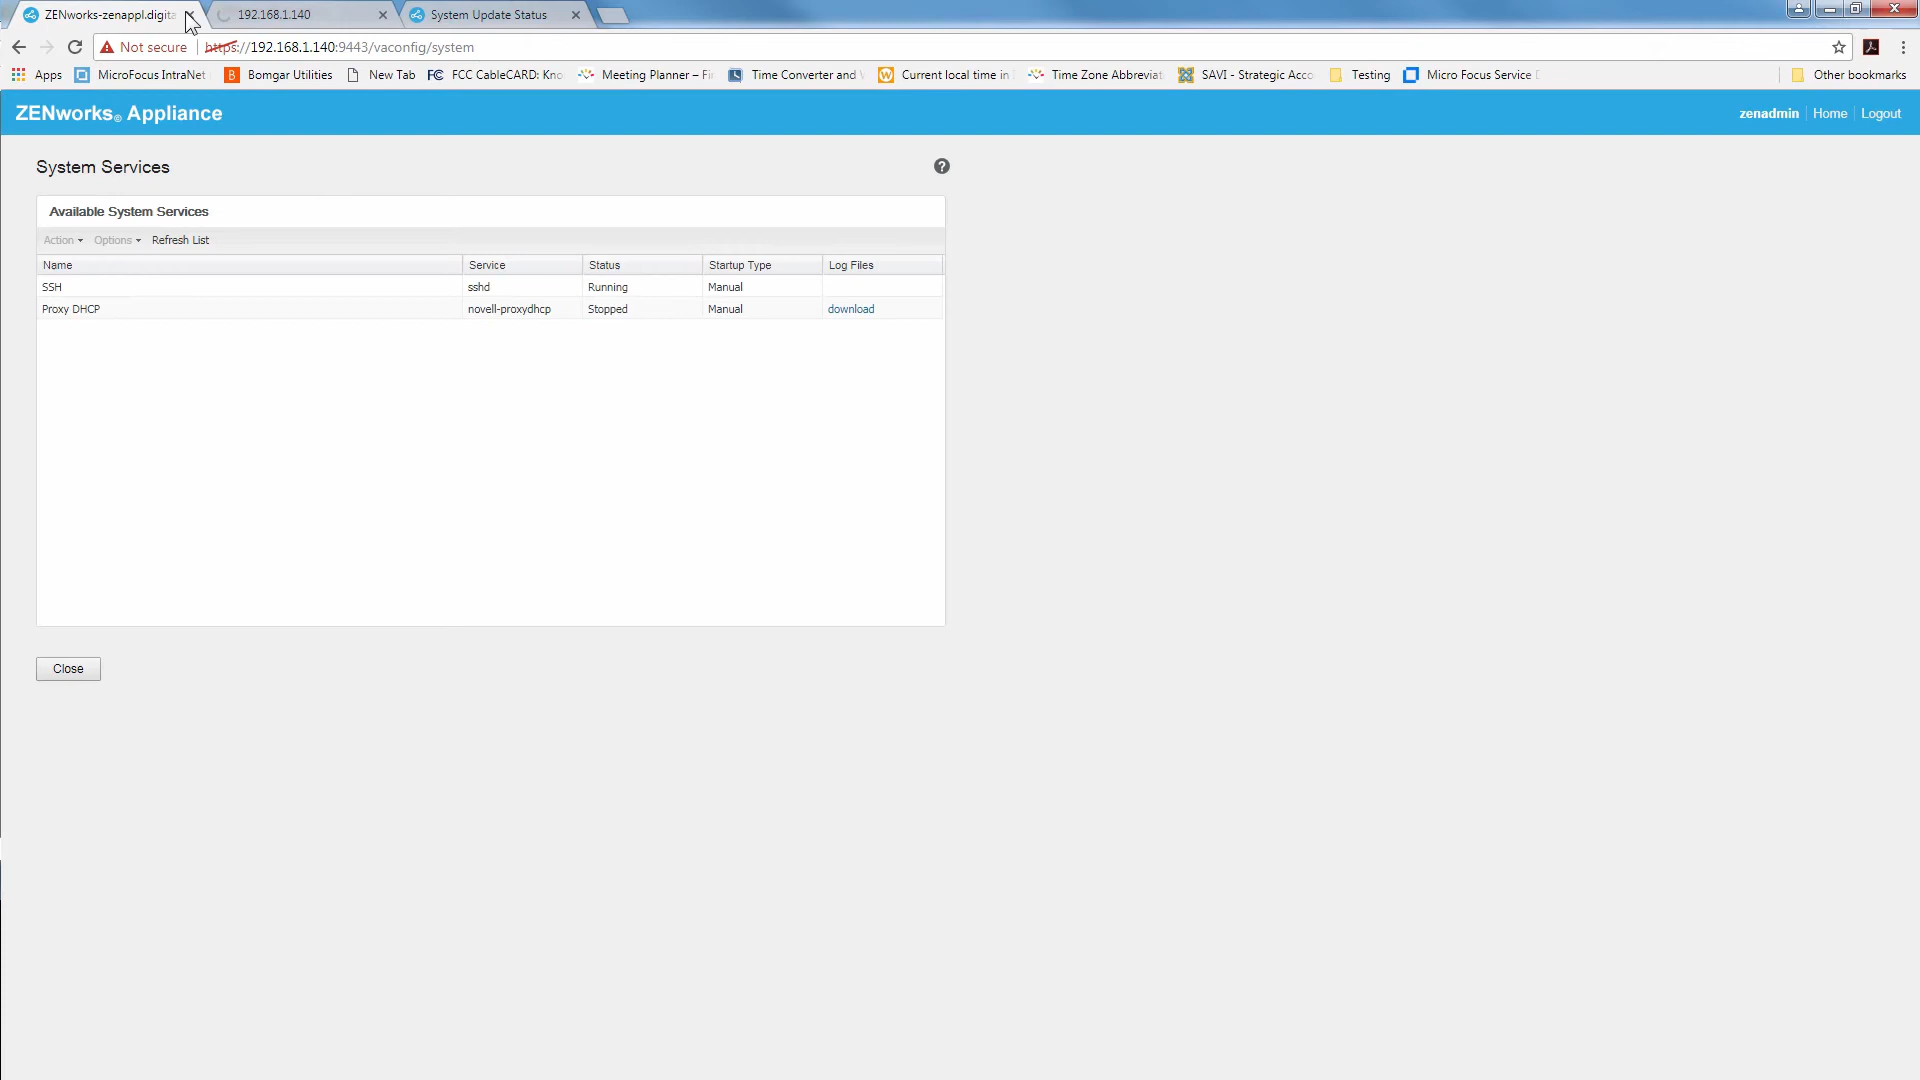 ZENworks-zenappl.digita
192.168.1.140
System Update Status
Not secure
https://192.168.1.140:9443/vaconfig/system
Apps
MicroFocus IntraNet
Bomgar Utilities
New Tab
FCC CableCARD: Kno
Meeting Planner – Fi
Time Converter and
Current local time in
Time Zone Abbreviat
SAVI - Strategic Acco
Testing
Micro Focus Service
Other bookmarks
ZENworks® Appliance
zenadmin
Home
Logout
System Services
Available System Services
Action
Options
Refresh List
Name Service Status Startup Type Log Files
SSH sshd Running Manual
Proxy DHCP novell-proxydhcp Stopped Manual download
Close